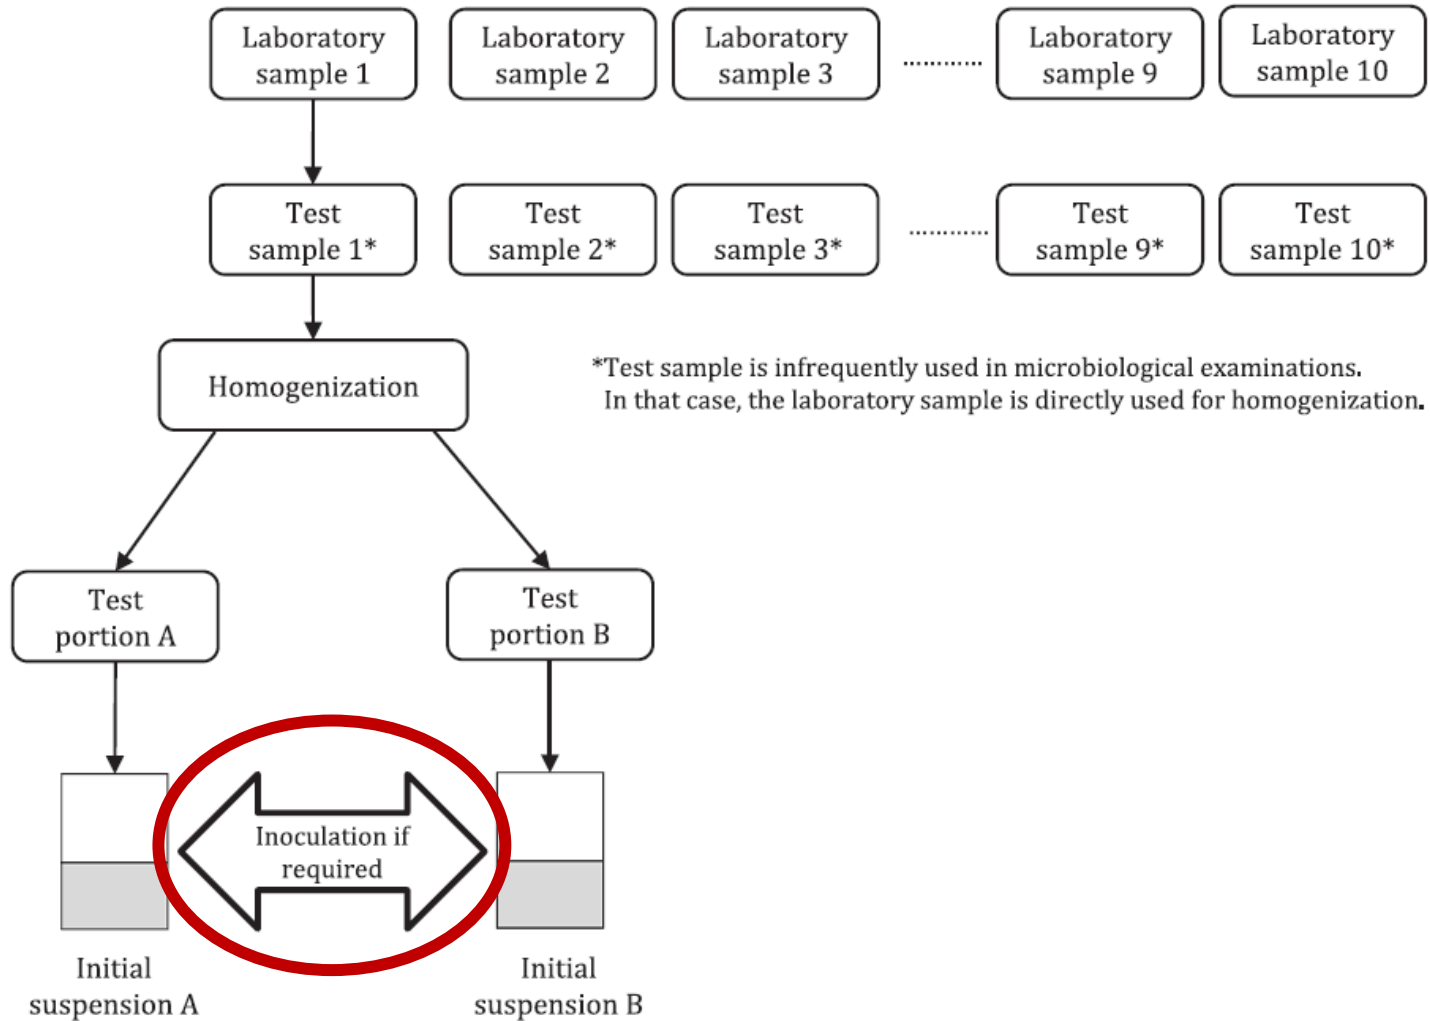 Laboratory
sample 1
Laboratory
sample 2
Laboratory
sample 3
............
Laboratory
sample 9
Laboratory
sample 10
Test
sample 1*
Test
sample 2*
Test
sample 3*
............
Test
sample 9*
Test
sample 10*
Homogenization
*Test sample is infrequently used in microbiological examinations.
In that case, the laboratory sample is directly used for homogenization.
Test
portion A
Test
portion B
Inoculation if
required
Initial
suspension A
Initial
suspension B